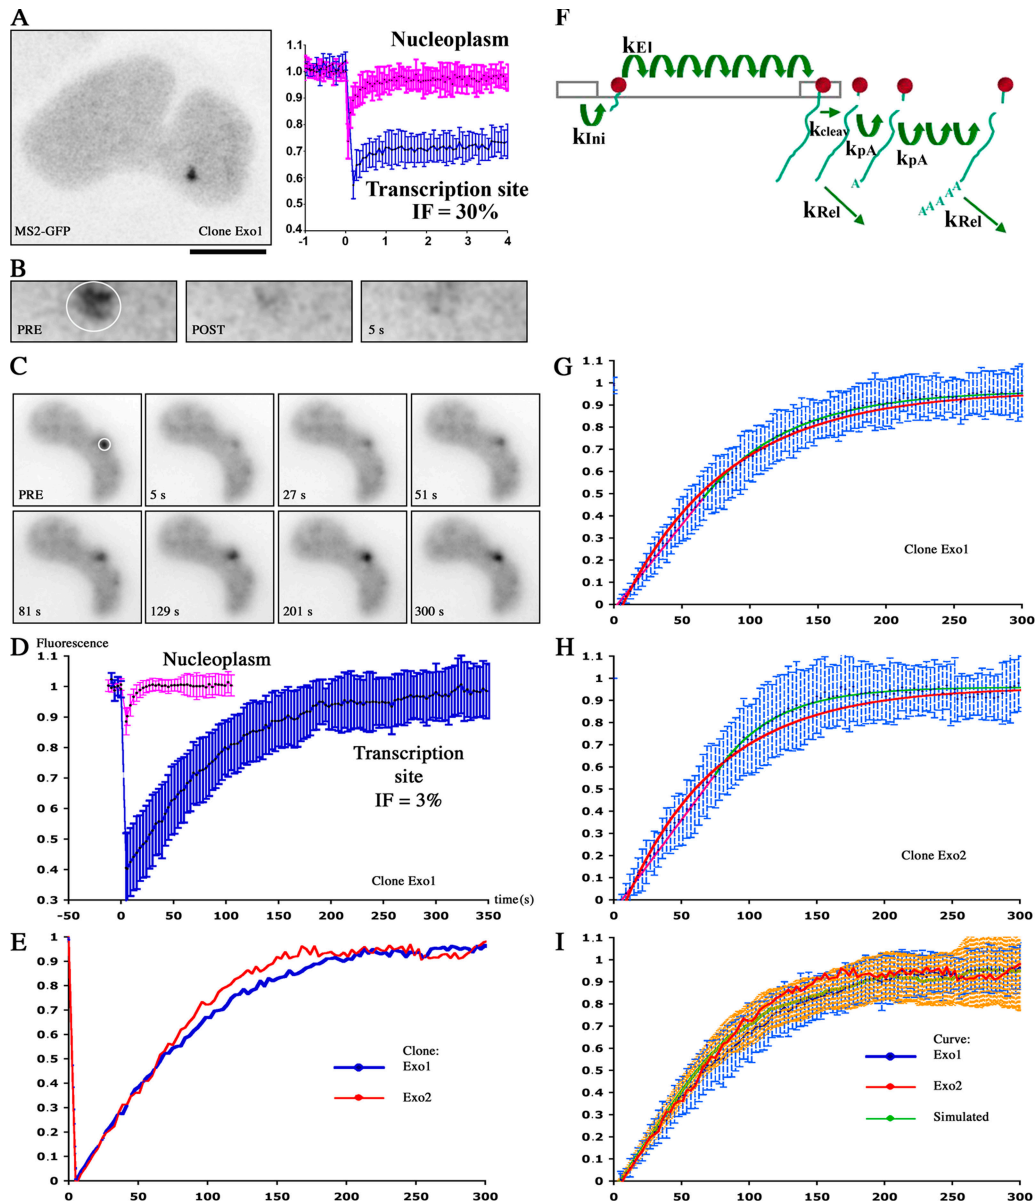 A
MS2-GFP
Clone Exo1
1.1
1.0
0.9
0.8
0.7
0.6
0.5
0.4
-1
0
1
2
3
4
Nucleoplasm
Transcription site
IF = 30%
F
kEl
kIni
kcleav
kpA
kpA
A
AAAAA
kRel
kRel
B
PRE
POST
5 s
C
PRE
5 s
27 s
51 s
81 s
129 s
201 s
300 s
G
1.1
1
0.9
0.8
0.7
0.6
0.5
0.4
0.3
0.2
0.1
0
0
50
100
150
200
250
300
Clone Exo1
D
Fluorescence
1.1
1
0.9
0.8
0.7
0.6
0.5
0.4
0.3
-50
0
50
100
150
200
250
300
350
time(s)
Nucleoplasm
Transcription
site
IF = 3%
Clone Exo1
H
1.1
1
0.9
0.8
0.7
0.6
0.5
0.4
0.3
0.2
0.1
0
0
50
100
150
200
250
300
Clone Exo2
E
1
0.9
0.8
0.7
0.6
0.5
0.4
0.3
0.2
0.1
0
0
50
100
150
200
250
300
Clone:
Exo1
Exo2
I
1.1
1
0.9
0.8
0.7
0.6
0.5
0.4
0.3
0.2
0.1
0
0
50
100
150
200
250
300
Curve:
Exo1
Exo2
Simulated